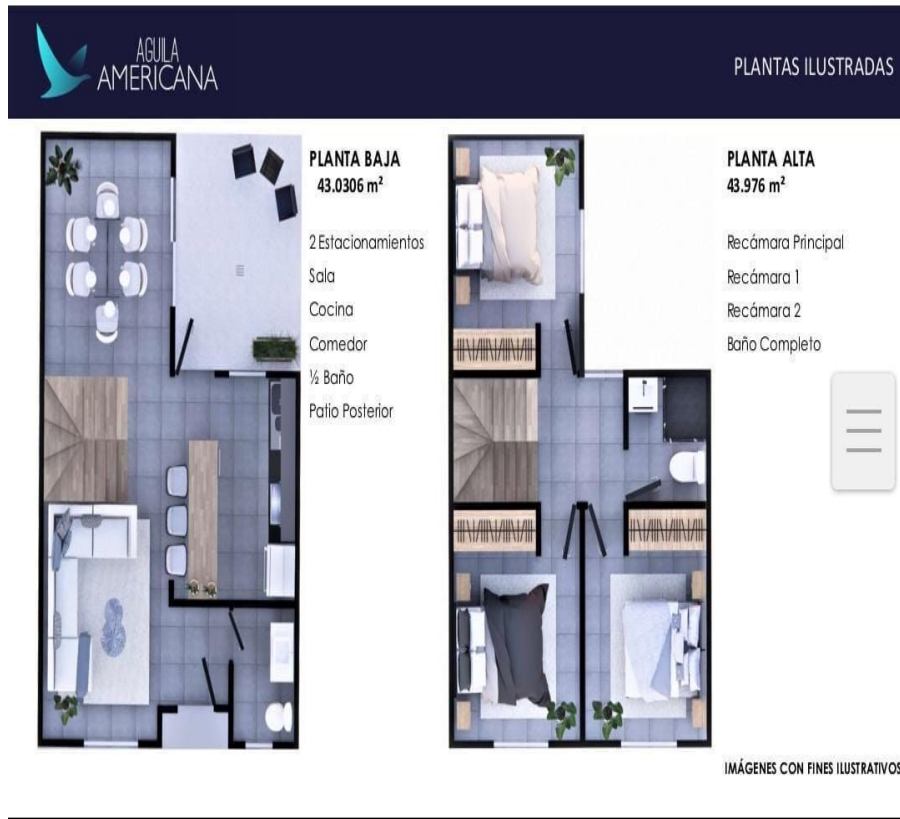 AGUILA
AMERICANA
PLANTAS ILUSTRADAS
PLANTA BAJA
43.0306 m²
2 Estacionamientos
Sala
Cocina
Comedor
½ Baño
Patio Posterior
PLANTA ALTA
43.976 m²
Recámara Principal
Recámara 1
Recámara 2
Baño Completo
IMÁGENES CON FINES ILUSTRATIVOS